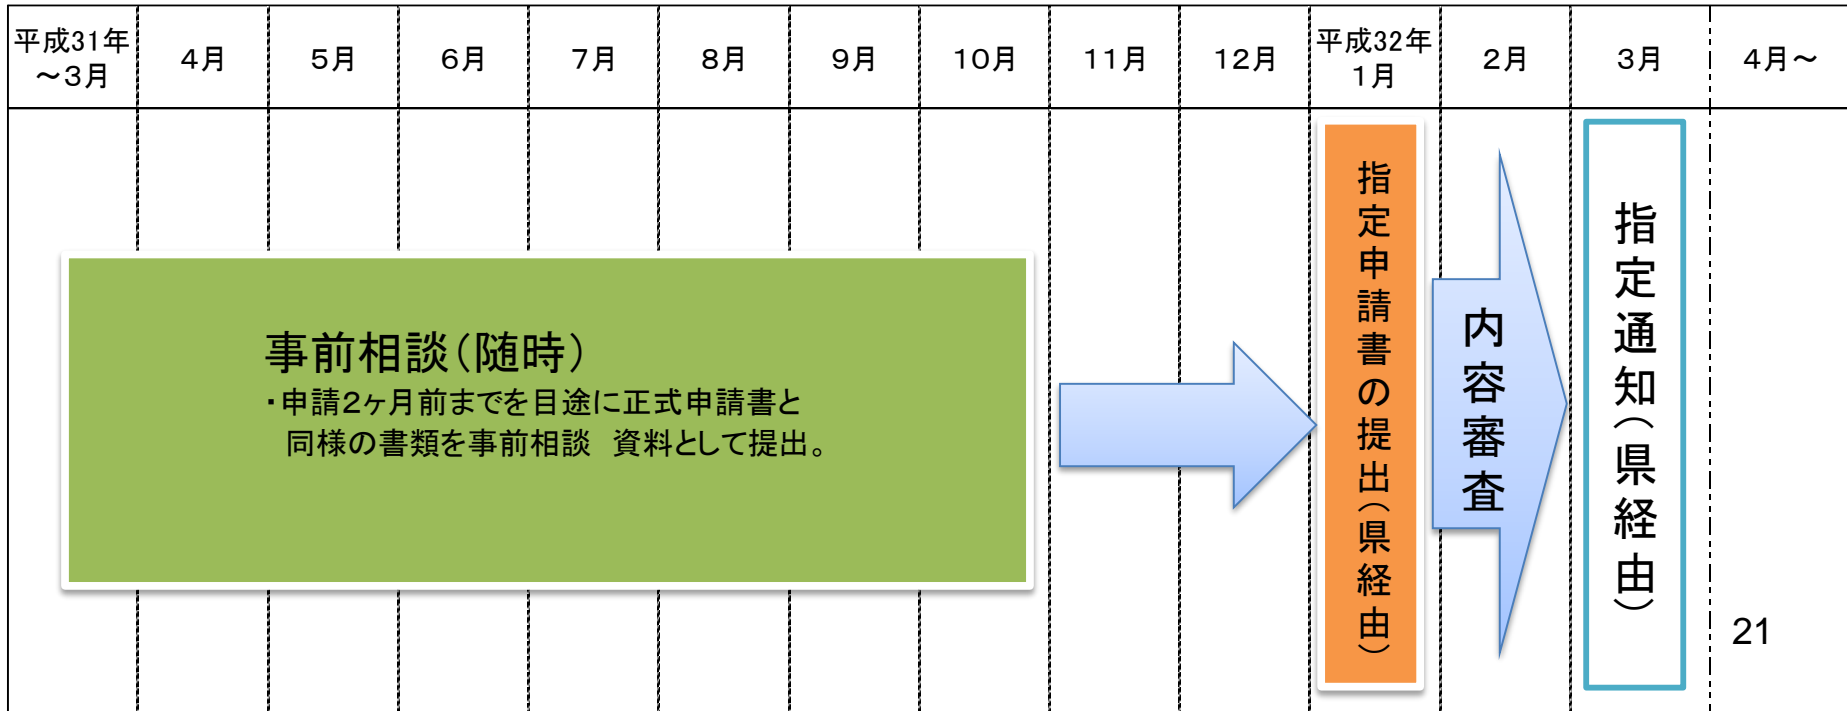 平成31年
～3月
4月
5月
6月
7月
8月
9月
10月
11月
12月
平成32年
1月
2月
3月
4月～
事前相談（随時）
・申請2ヶ月前までを目途に正式申請書と
同様の書類を事前相談　資料として提出。
指定申請書の提出（県経由）
内容審査
指定通知（県経由）
21